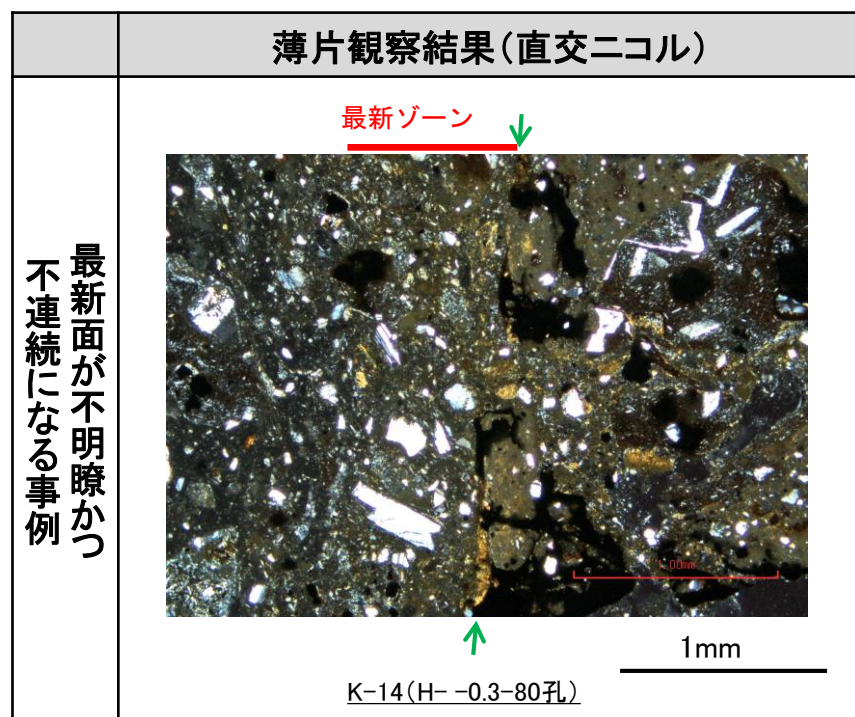 薄片観察結果(直交ニコル)
最新面が不明瞭かつ
不連続になる事例
最新ゾーン
1.00mm
1mm
K-14(H- -0.3-80孔)